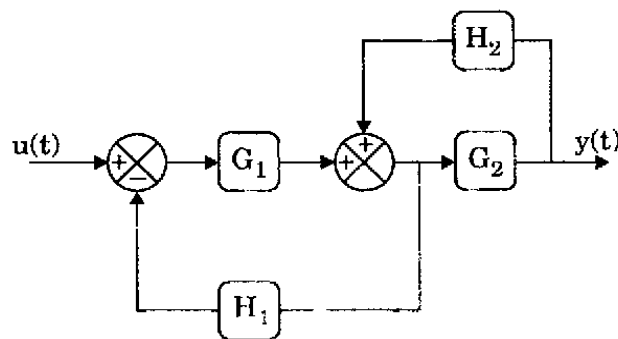 H₂
u(t)
+
−
G₁
+
+
G₂
y(t)
H₁